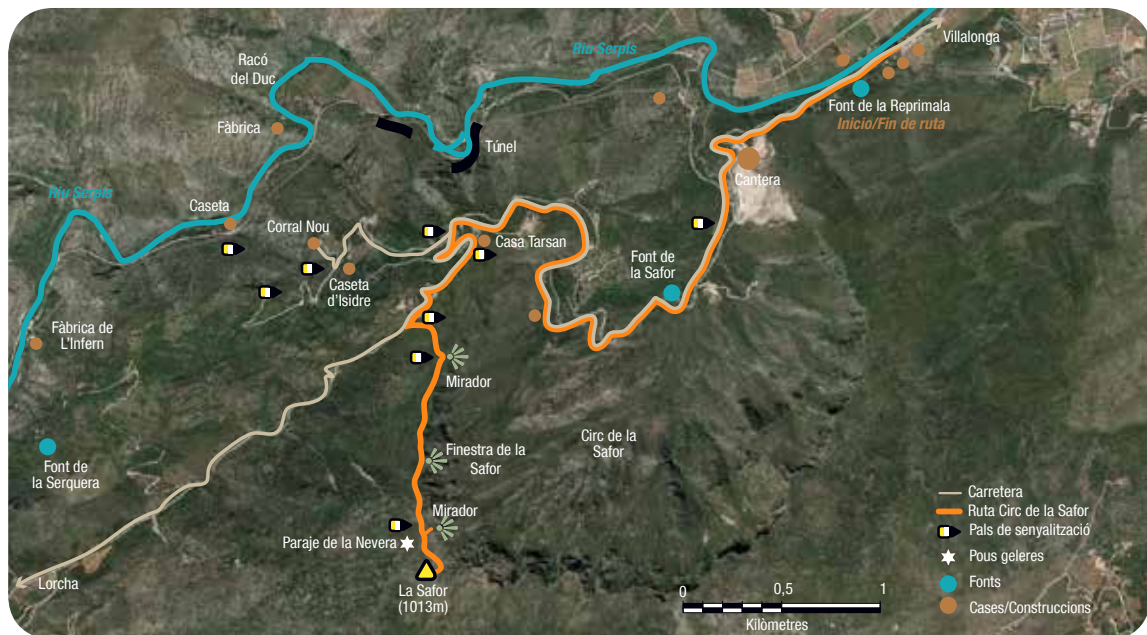 Villalonga
Riu Serpis
Racó
del Duc
Font de la Reprimala
Inicio/Fin de ruta
Fàbrica
Túnel
Cantera
Riu Serpis
Caseta
Corral Nou
Casa Tarsan
Font de
la Safor
Caseta
d'Isidre
Fàbrica de
L'Infern
Mirador
Circ de la
Safor
Finestra de la
Safor
Font de
la Serquera
Mirador
Paraje de la Nevera
Lorcha
La Safor
(1013m)
Carretera
Ruta Circ de la Safor
Pals de senyalització
Pous geleres
Fonts
Cases/Construccions
0 0,5 1
Kilòmetres